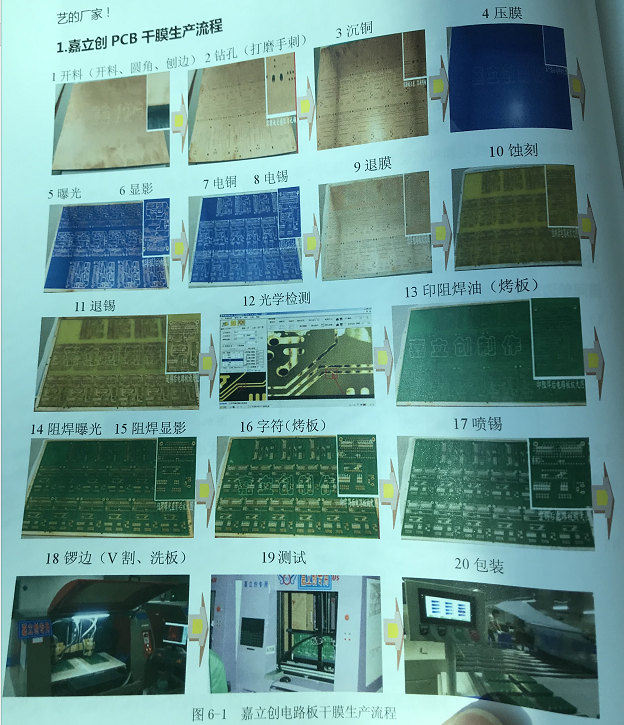 艺的厂家！
1.嘉立创 PCB 干膜生产流程
1 开料（开料、圆角、刨边） 2 钻孔（打磨手刺） 3 沉铜 4 压膜
5 曝光 6 显影 7 电铜 8 电锡 9 退膜 10 蚀刻
11 退锡 12 光学检测 13 印阻焊油（烤板）
嘉立创制作
14 阻焊曝光 15 阻焊显影 16 字符（烤板） 17 喷锡
18 锣边（V 割、洗板） 19 测试 20 包装
图 6-1 嘉立创电路板干膜生产流程